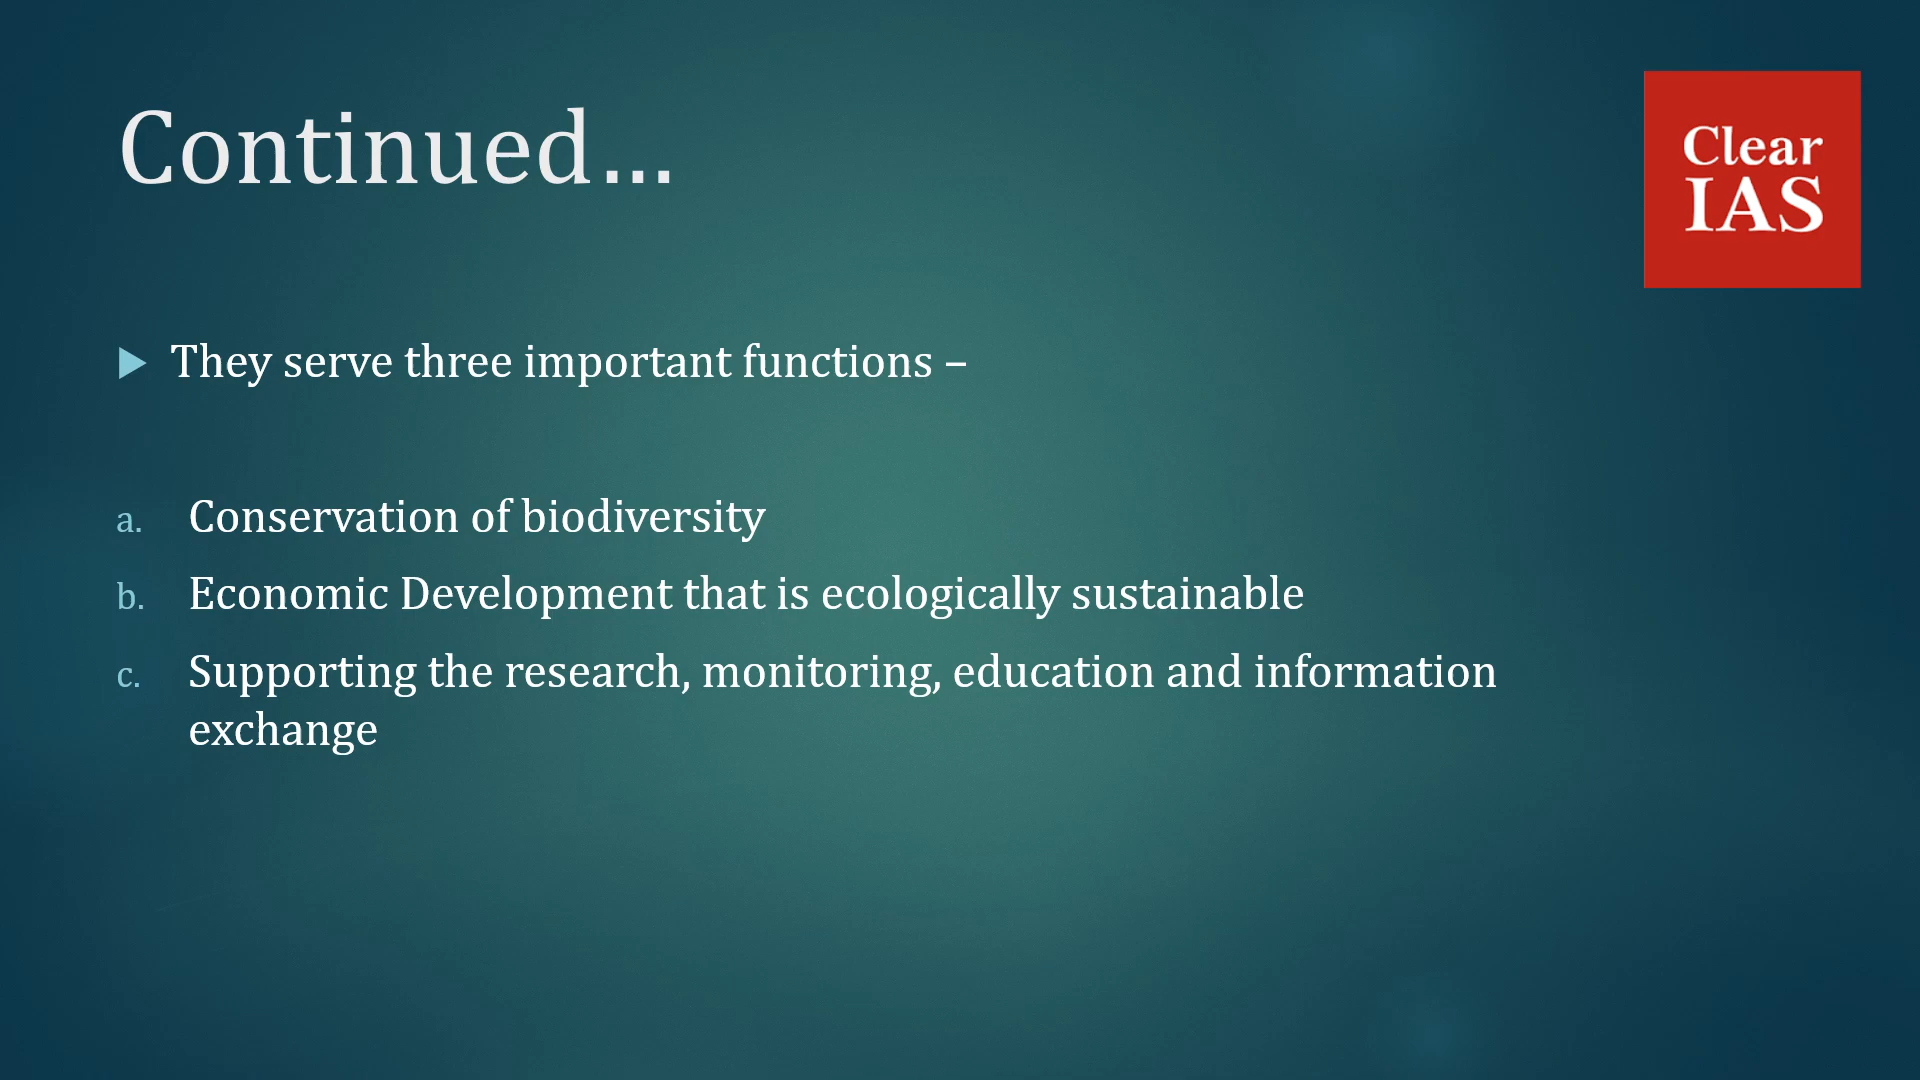 Continued...
Clear
IAS
They serve three important functions –
a. Conservation of biodiversity
b. Economic Development that is ecologically sustainable
c. Supporting the research, monitoring, education and information
exchange